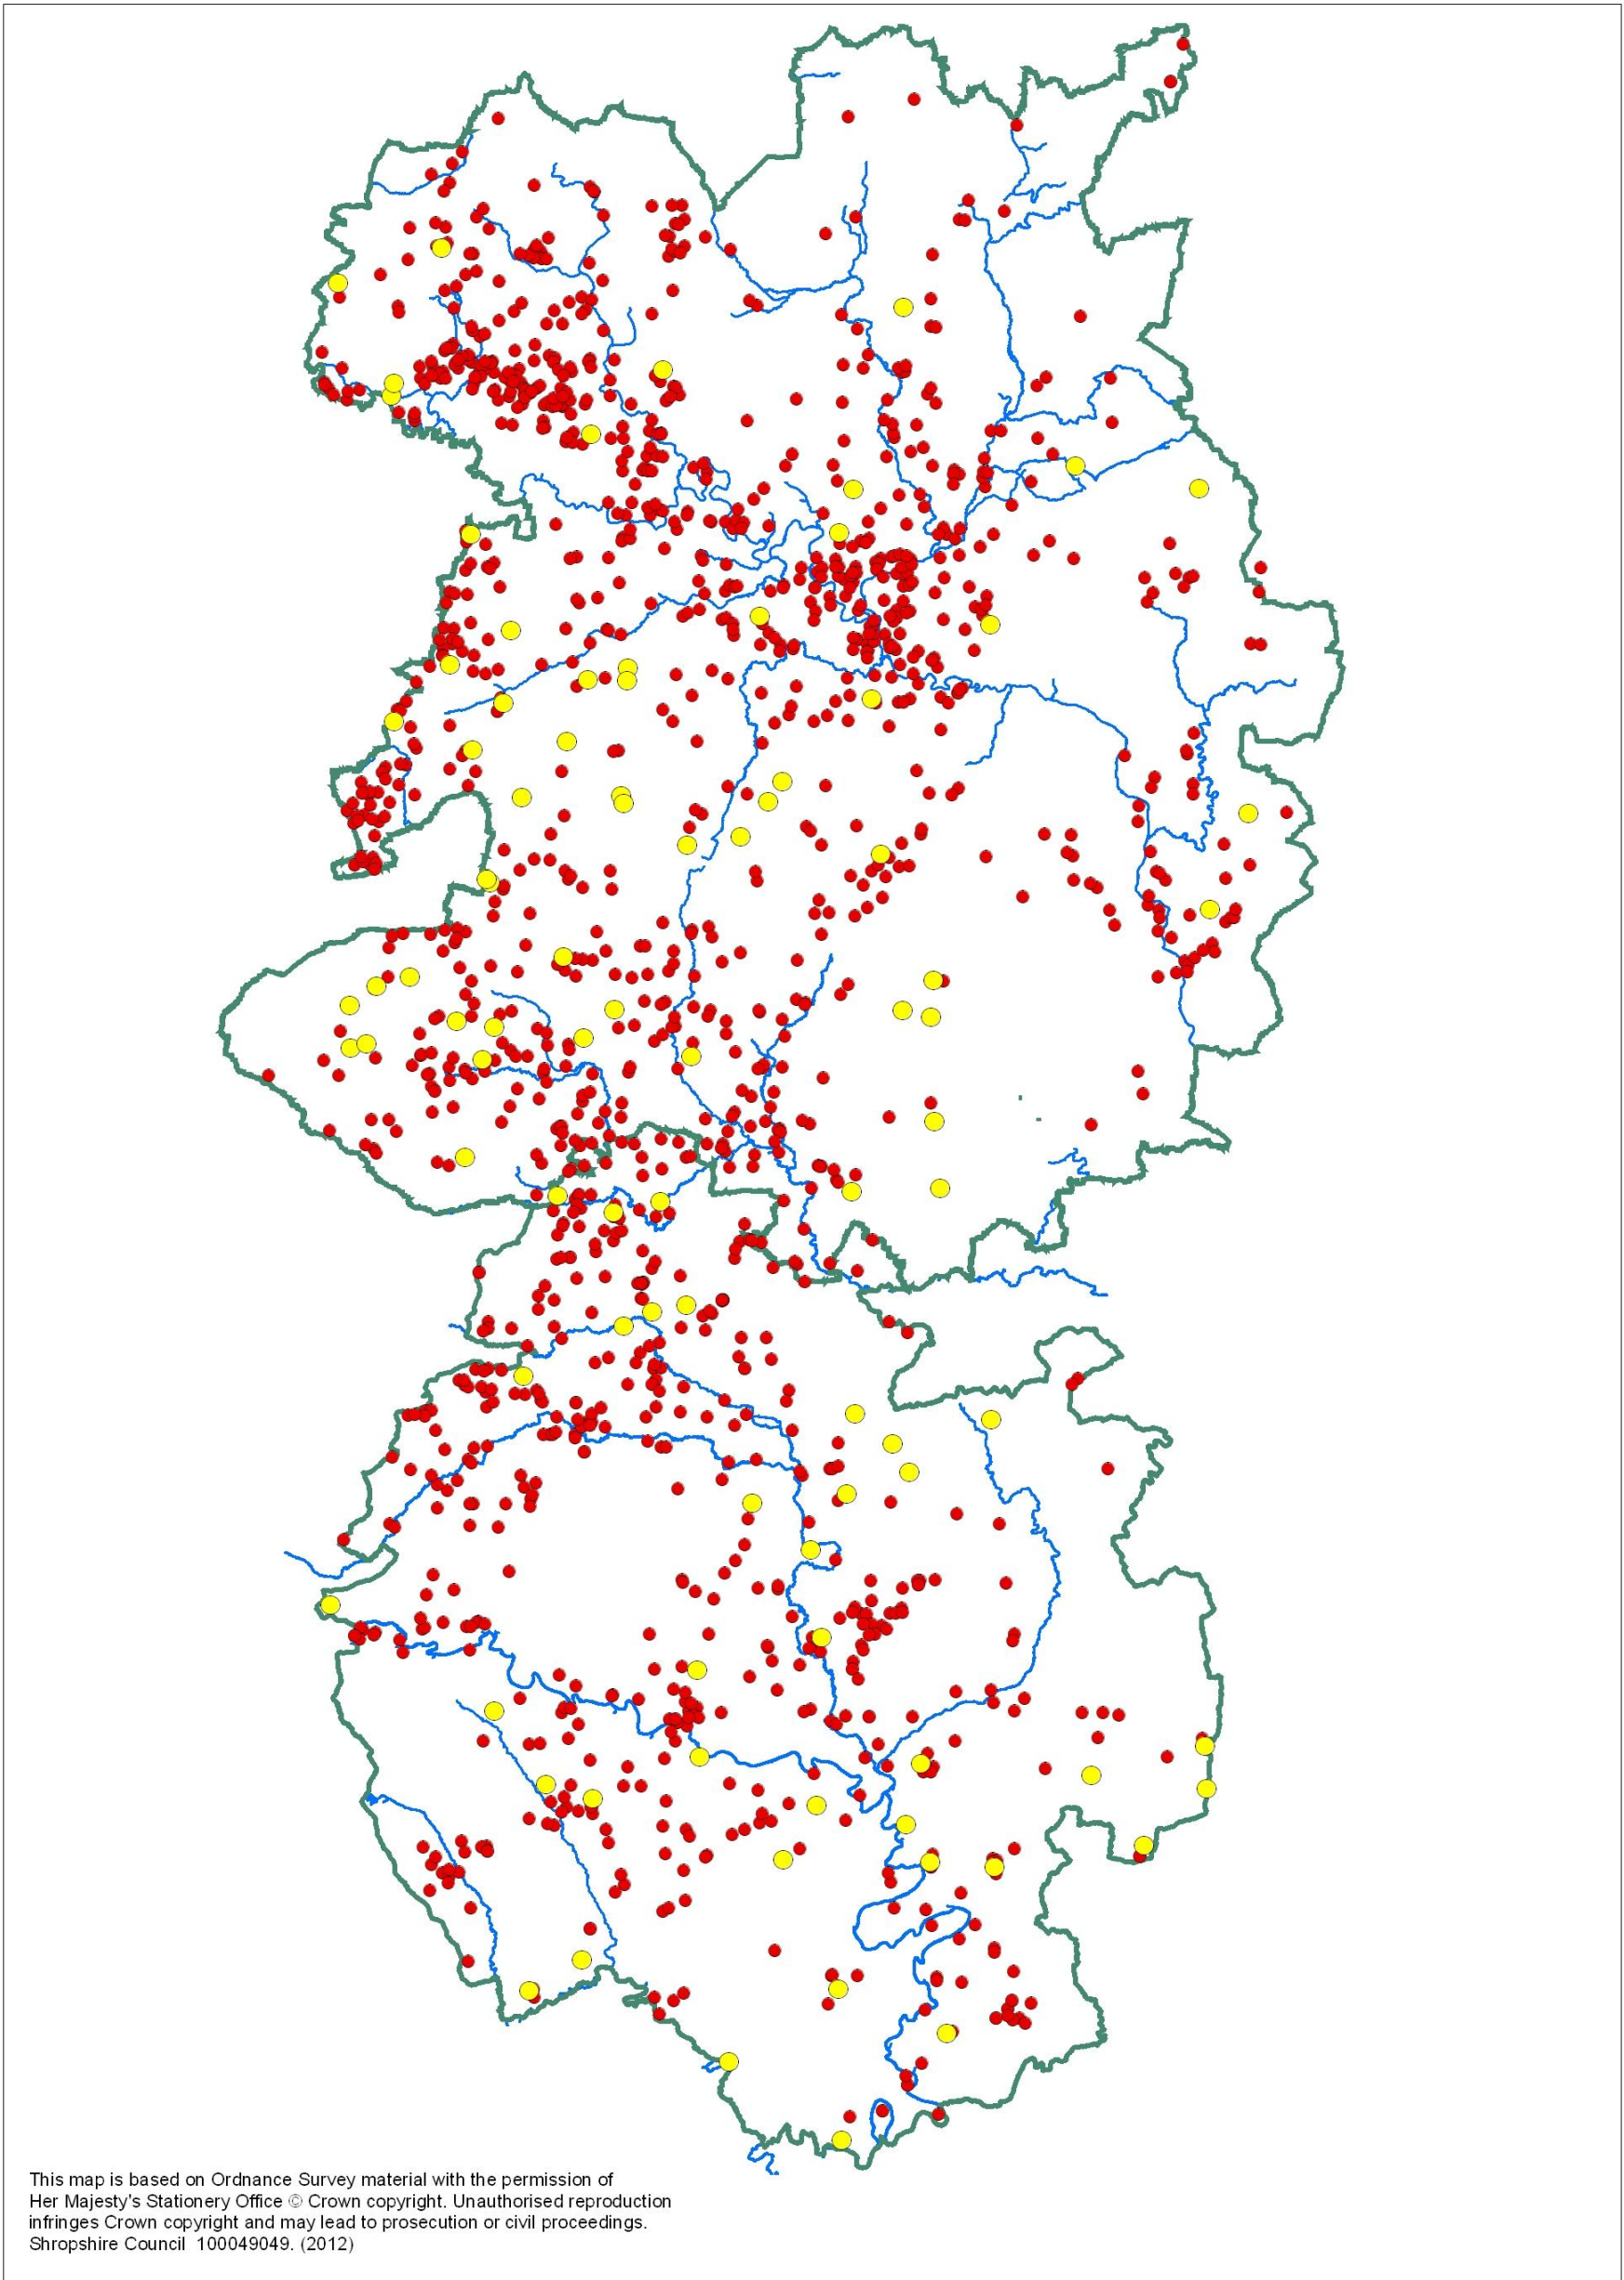 This map is based on Ordnance Survey material with the permission of
Her Majesty's Stationery Office © Crown copyright. Unauthorised reproduction
infringes Crown copyright and may lead to prosecution or civil proceedings.
Shropshire Council 100049049. (2012)